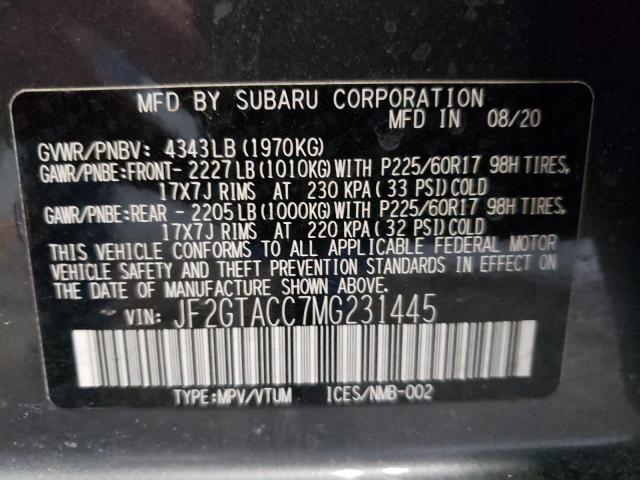 MFD BY SUBARU CORPORATION
MFD IN 08/20
GVWR/PNBV: 4343LB (1970KG)
GAWR/PNBE:FRONT- 2227LB (1010KG) WITH P225/60R17 98H TIRES,
17X7J RIMS AT 230 KPA (33 PSI) COLD
GAWR/PNBE:REAR - 2205LB (1000KG) WITH P225/60R17 98H TIRES,
17X7J RIMS AT 220 KPA (32 PSI) COLD
THIS VEHICLE CONFORMS TO ALL APPLICABLE FEDERAL MOTOR
VEHICLE SAFETY AND THEFT PREVENTION STANDARDS IN EFFECT ON
THE DATE OF MANUFACTURE SHOWN ABOVE.
VIN: JF2GTACC7MG231445
TYPE:MPV/VTUM ICES/NMB-002